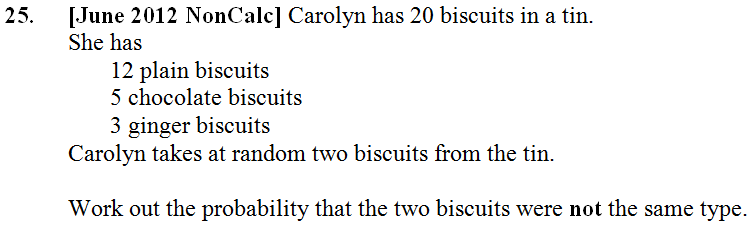 25. [June 2012 NonCalc] Carolyn has 20 biscuits in a tin.
She has
12 plain biscuits
5 chocolate biscuits
3 ginger biscuits
Carolyn takes at random two biscuits from the tin.
Work out the probability that the two biscuits were not the same type.